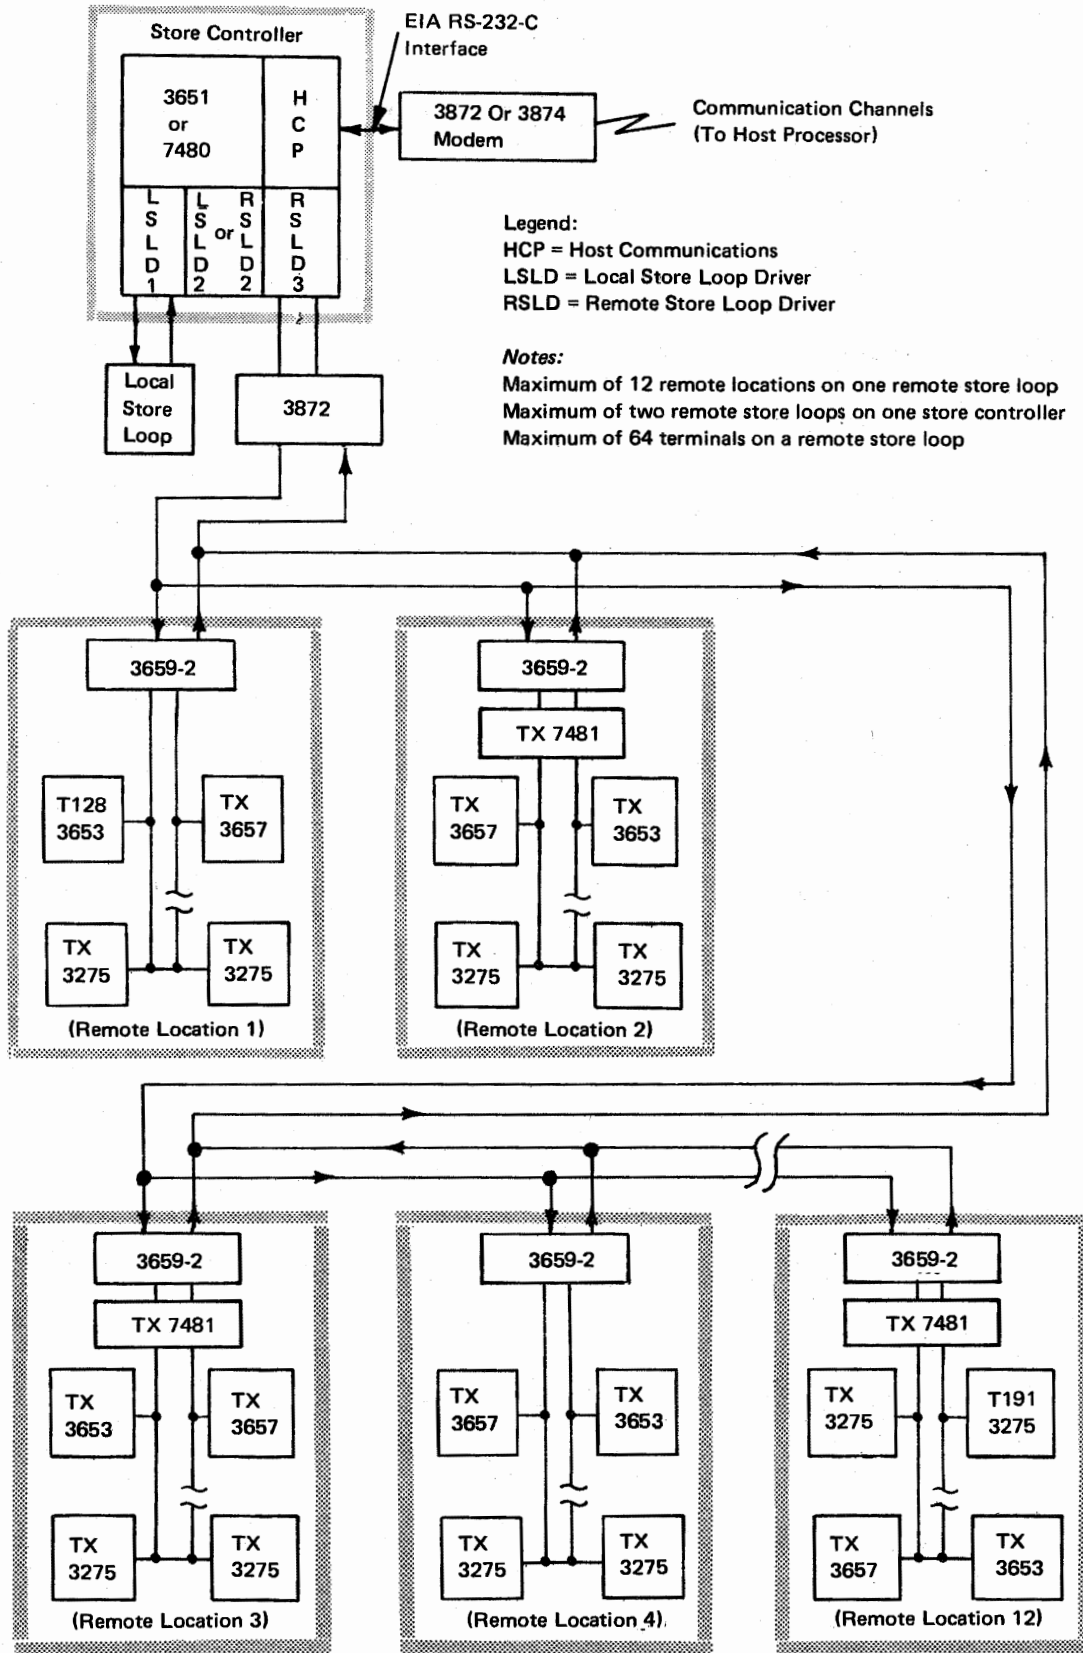 Store Controller
EIA RS-232-C
Interface
3651
or
7480
H
C
P
3872 Or 3874
Modem
Communication Channels
(To Host Processor)
L
S
L
D
1
L
S
L
D
2
or
R
S
L
D
2
R
S
L
D
3
Legend:
HCP = Host Communications
LSLD = Local Store Loop Driver
RSLD = Remote Store Loop Driver
Notes:
Maximum of 12 remote locations on one remote store loop
Maximum of two remote store loops on one store controller
Maximum of 64 terminals on a remote store loop
Local
Store
Loop
3872
3659-2
T128
3653
TX
3657
TX
3275
TX
3275
(Remote Location 1)
3659-2
TX 7481
TX
3657
TX
3653
TX
3275
TX
3275
(Remote Location 2)
3659-2
TX 7481
TX
3653
TX
3657
TX
3275
TX
3275
(Remote Location 3)
3659-2
TX
3657
TX
3653
TX
3275
TX
3275
(Remote Location 4)
3659-2
TX 7481
TX
3275
T191
3275
TX
3657
TX
3653
(Remote Location 12)